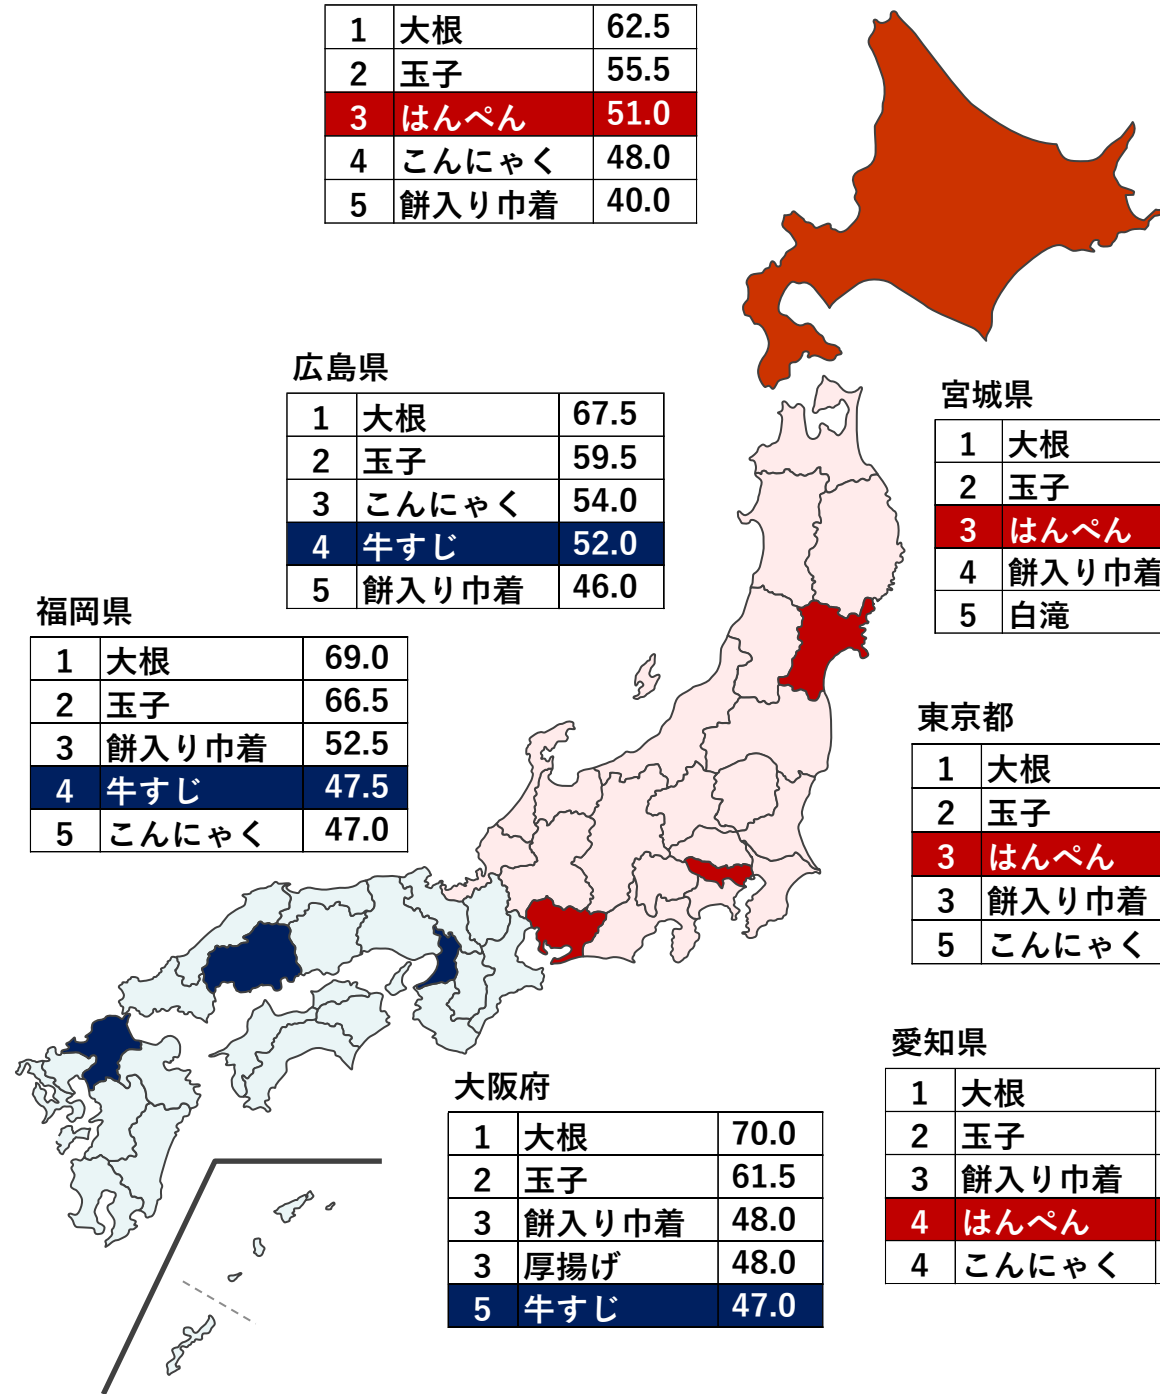 1 大根 62.5
2 玉子 55.5
3 はんぺん 51.0
4 こんにゃく 48.0
5 餅入り巾着 40.0
広島県
1 大根 67.5
2 玉子 59.5
3 こんにゃく 54.0
4 牛すじ 52.0
5 餅入り巾着 46.0
宮城県
1 大根
2 玉子
3 はんぺん
4 餅入り巾着
5 白滝
福岡県
1 大根 69.0
2 玉子 66.5
3 餅入り巾着 52.5
4 牛すじ 47.5
5 こんにゃく 47.0
東京都
1 大根
2 玉子
3 はんぺん
3 餅入り巾着
5 こんにゃく
大阪府
1 大根 70.0
2 玉子 61.5
3 餅入り巾着 48.0
3 厚揚げ 48.0
5 牛すじ 47.0
愛知県
1 大根
2 玉子
3 餅入り巾着
4 はんぺん
4 こんにゃく